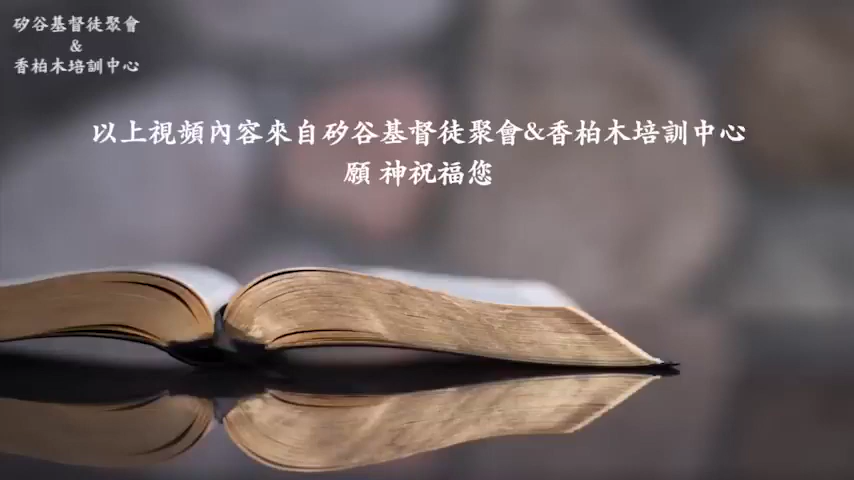 矽谷基督徒聚會
&
香柏木培訓中心
以上視頻內容來自矽谷基督徒聚會&香柏木培訓中心
願 神祝福您